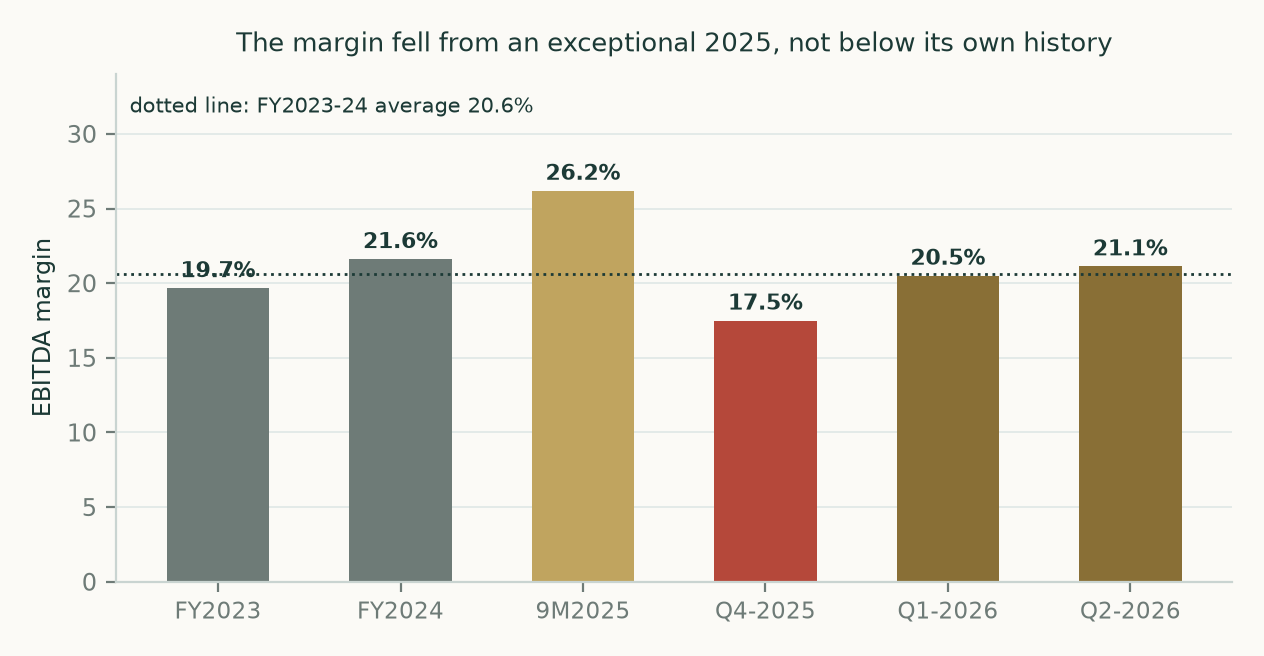 The margin fell from an exceptional 2025, not below its own history
dotted line: FY2023-24 average 20.6%
EBITDA margin
30
25
20
15
10
5
0
19.7%
21.6%
26.2%
17.5%
20.5%
21.1%
FY2023
FY2024
9M2025
Q4-2025
Q1-2026
Q2-2026